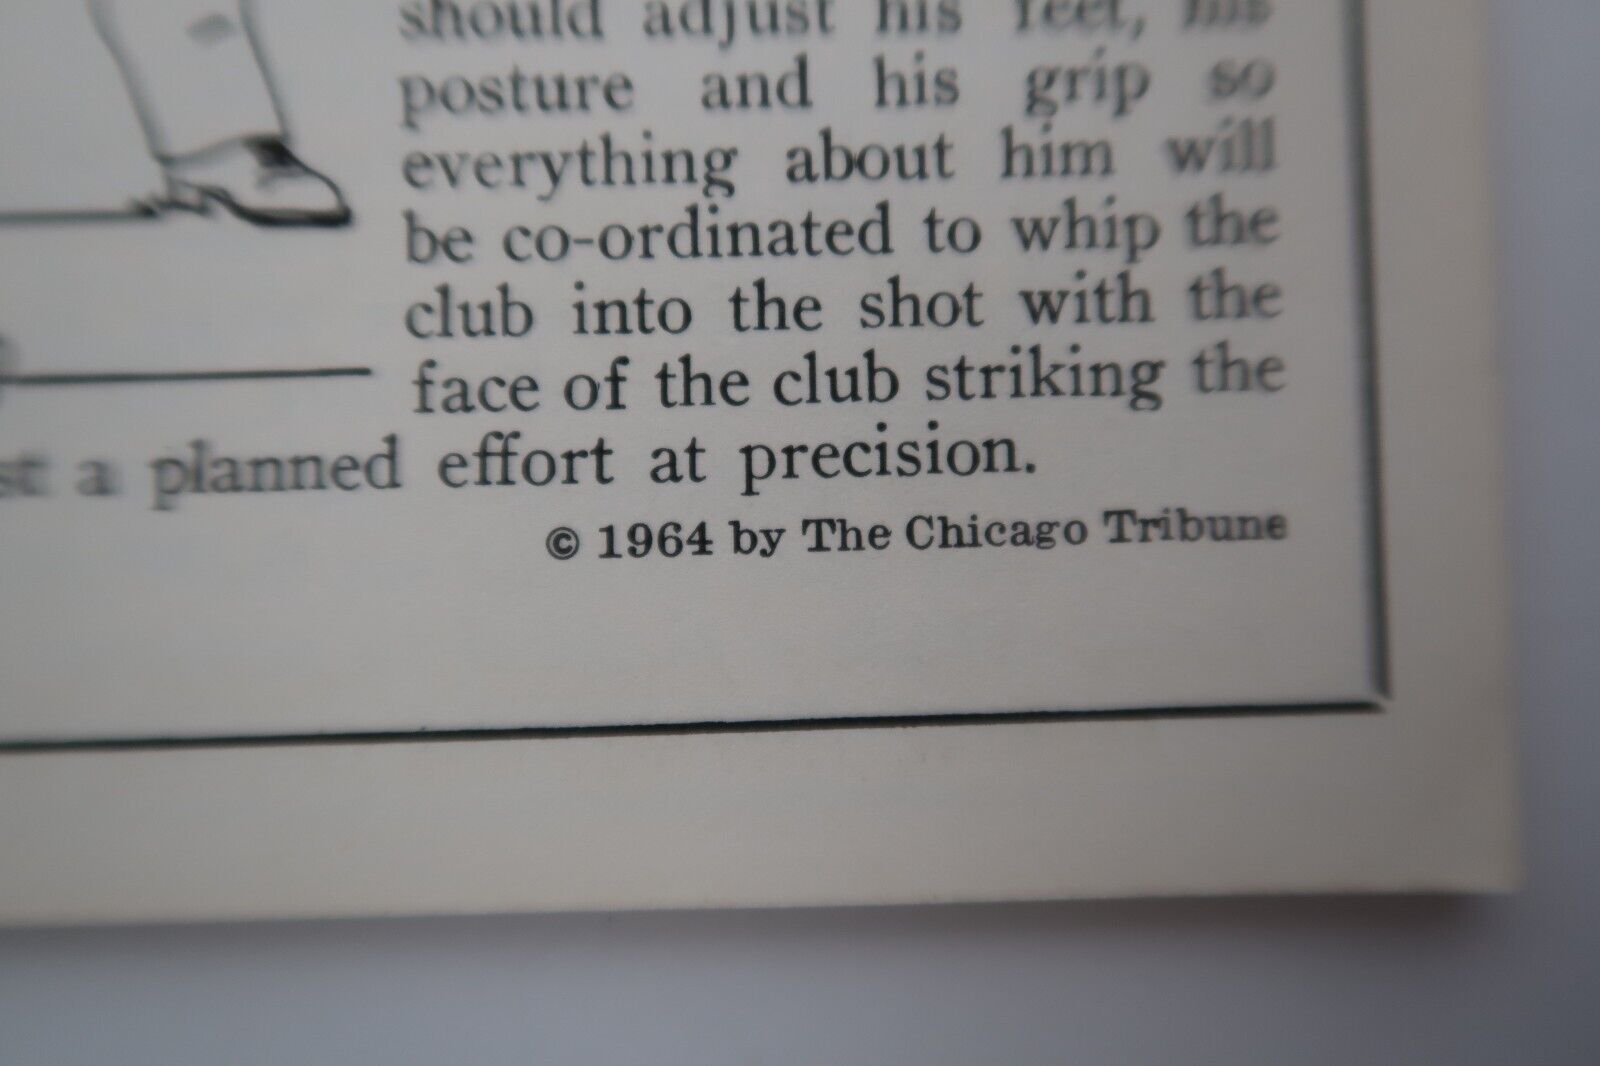 should adjust his feet, his
posture and his grip so
everything about him will
be co-ordinated to whip the
club into the shot with the
face of the club striking the
a planned effort at precision.
© 1964 by The Chicago Tribune